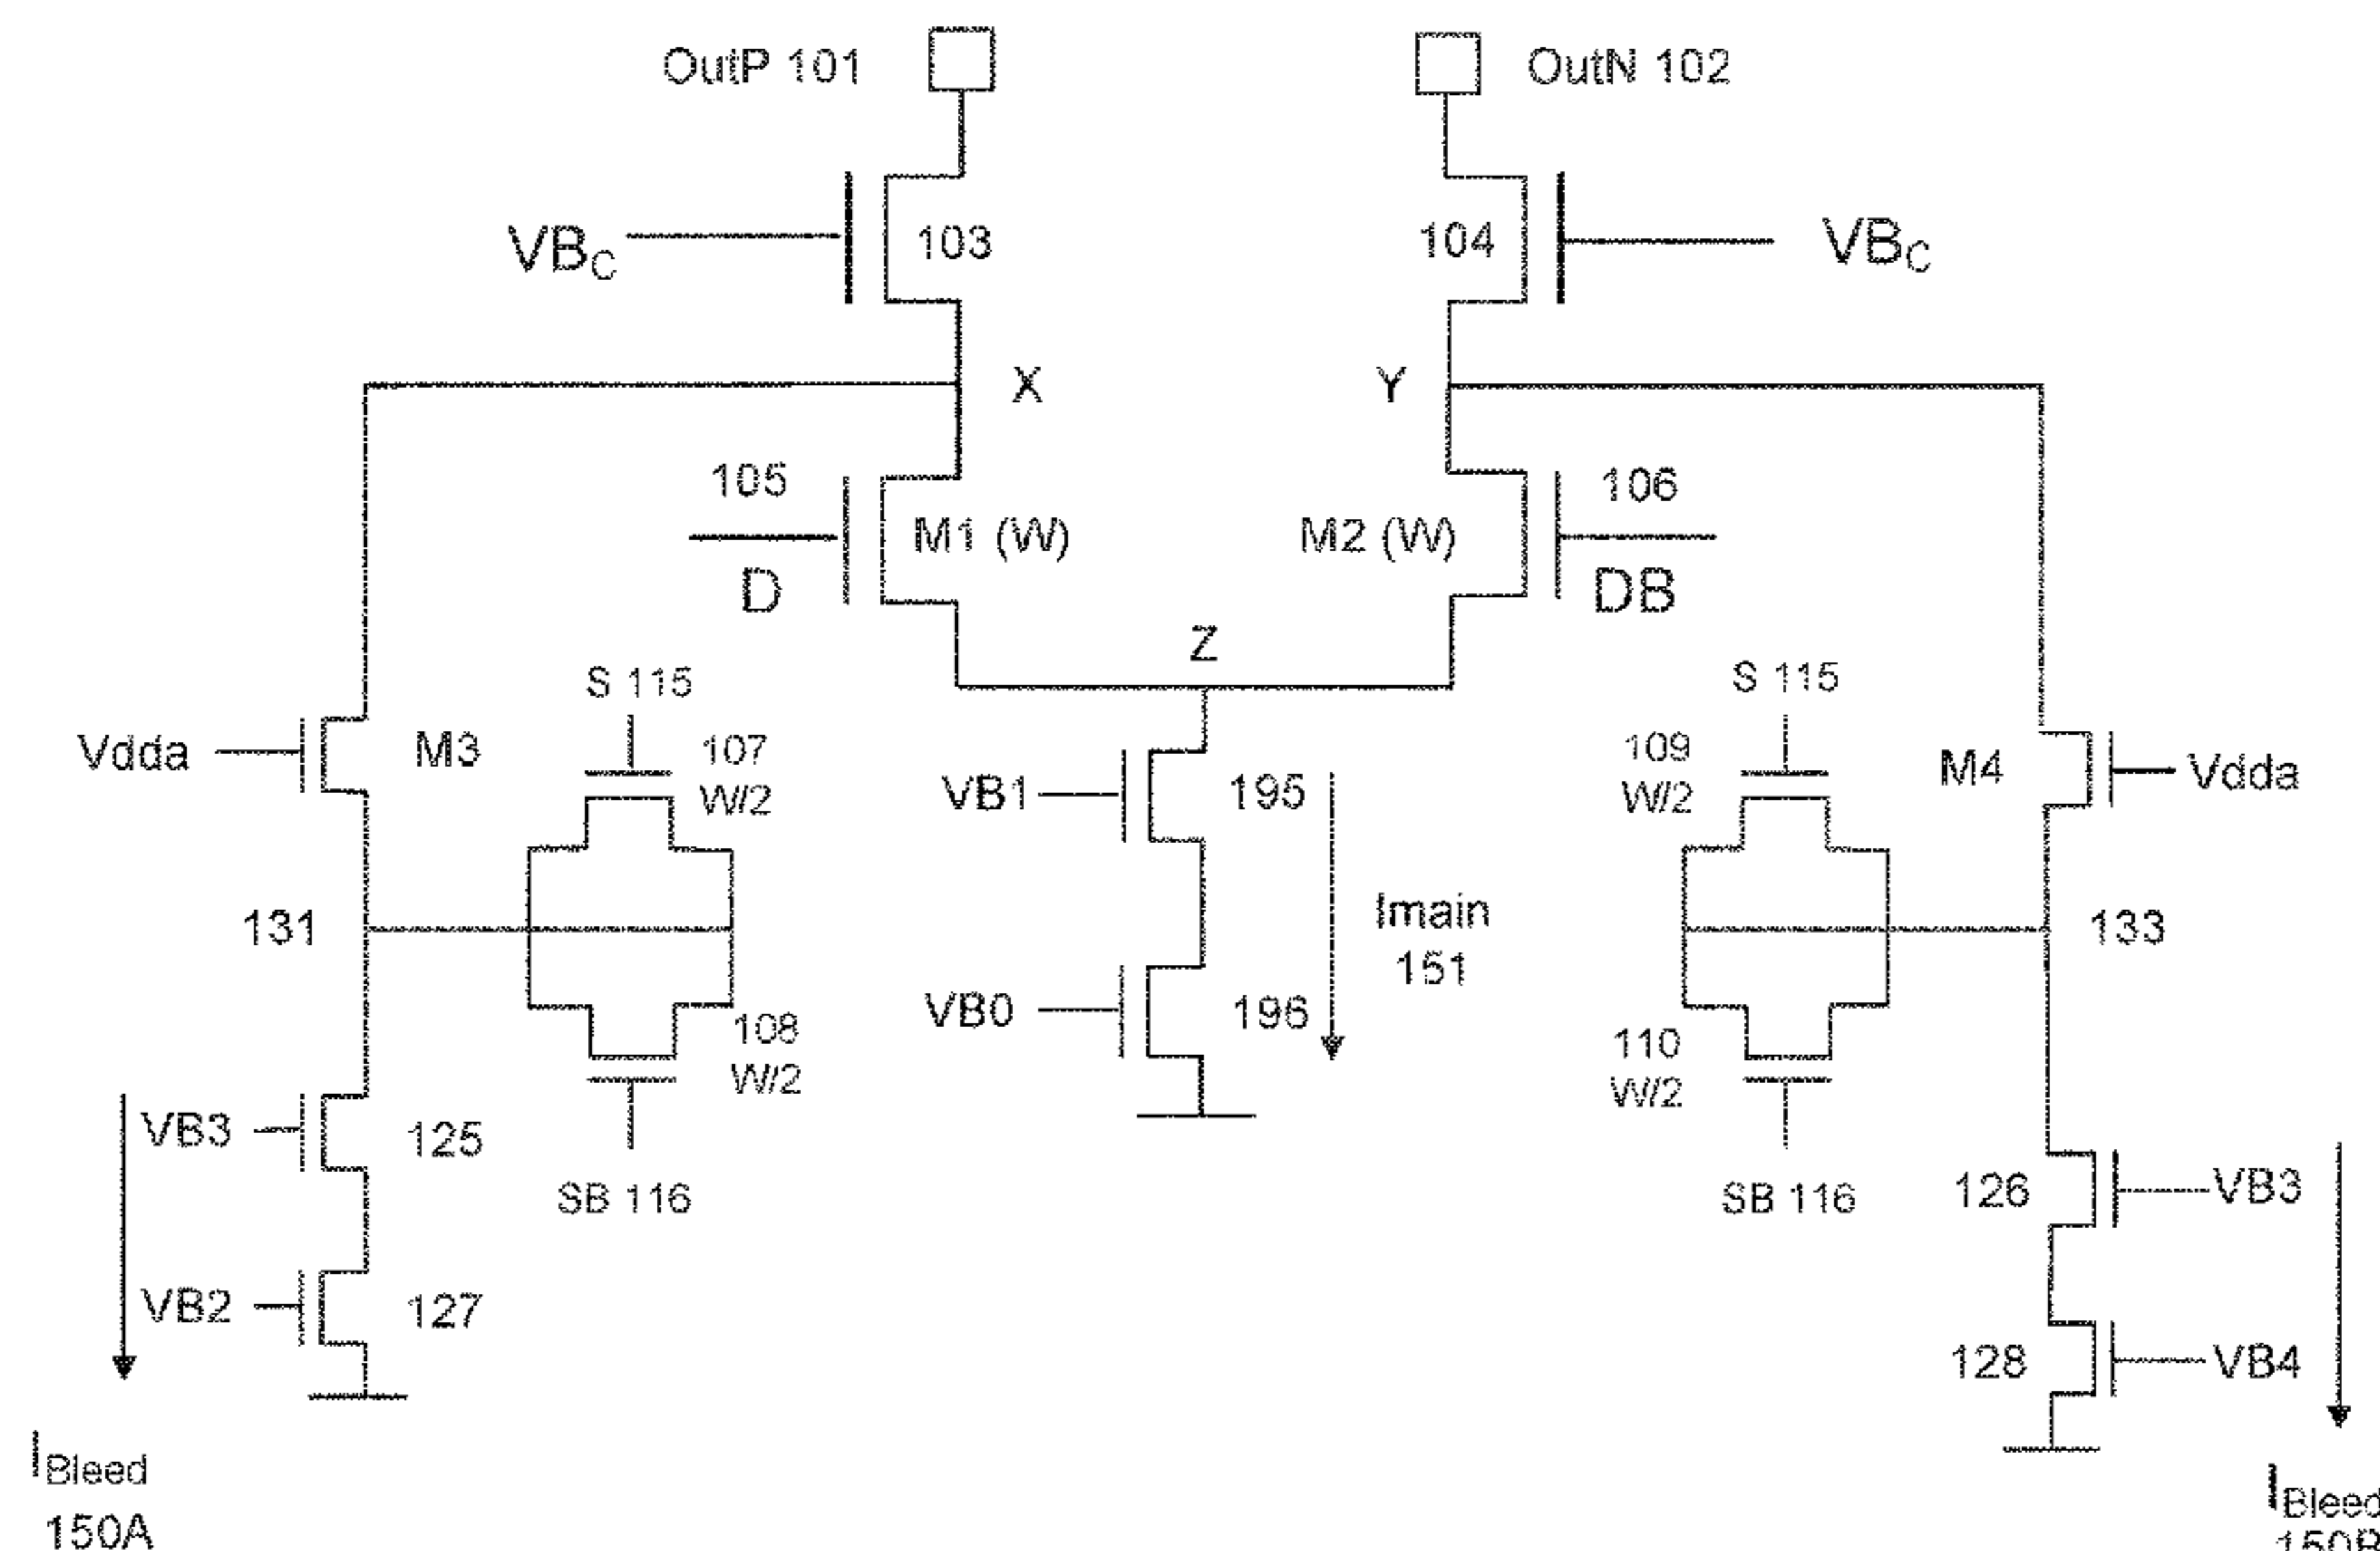 OutP 101
OutN 102
VBC
103
104
VBC
X
Y
105
M1 (W)
D
106
M2 (W)
DB
Z
S 115
S 115
Vdda
M3
107
W/2
VB1
195
109
W/2
M4
Vdda
131
Imain
151
133
VB0
196
108
W/2
110
W/2
VB3
125
SB 116
SB 116
126
VB3
VB2
127
128
VB4
IBleed
150A
IBleed
150B